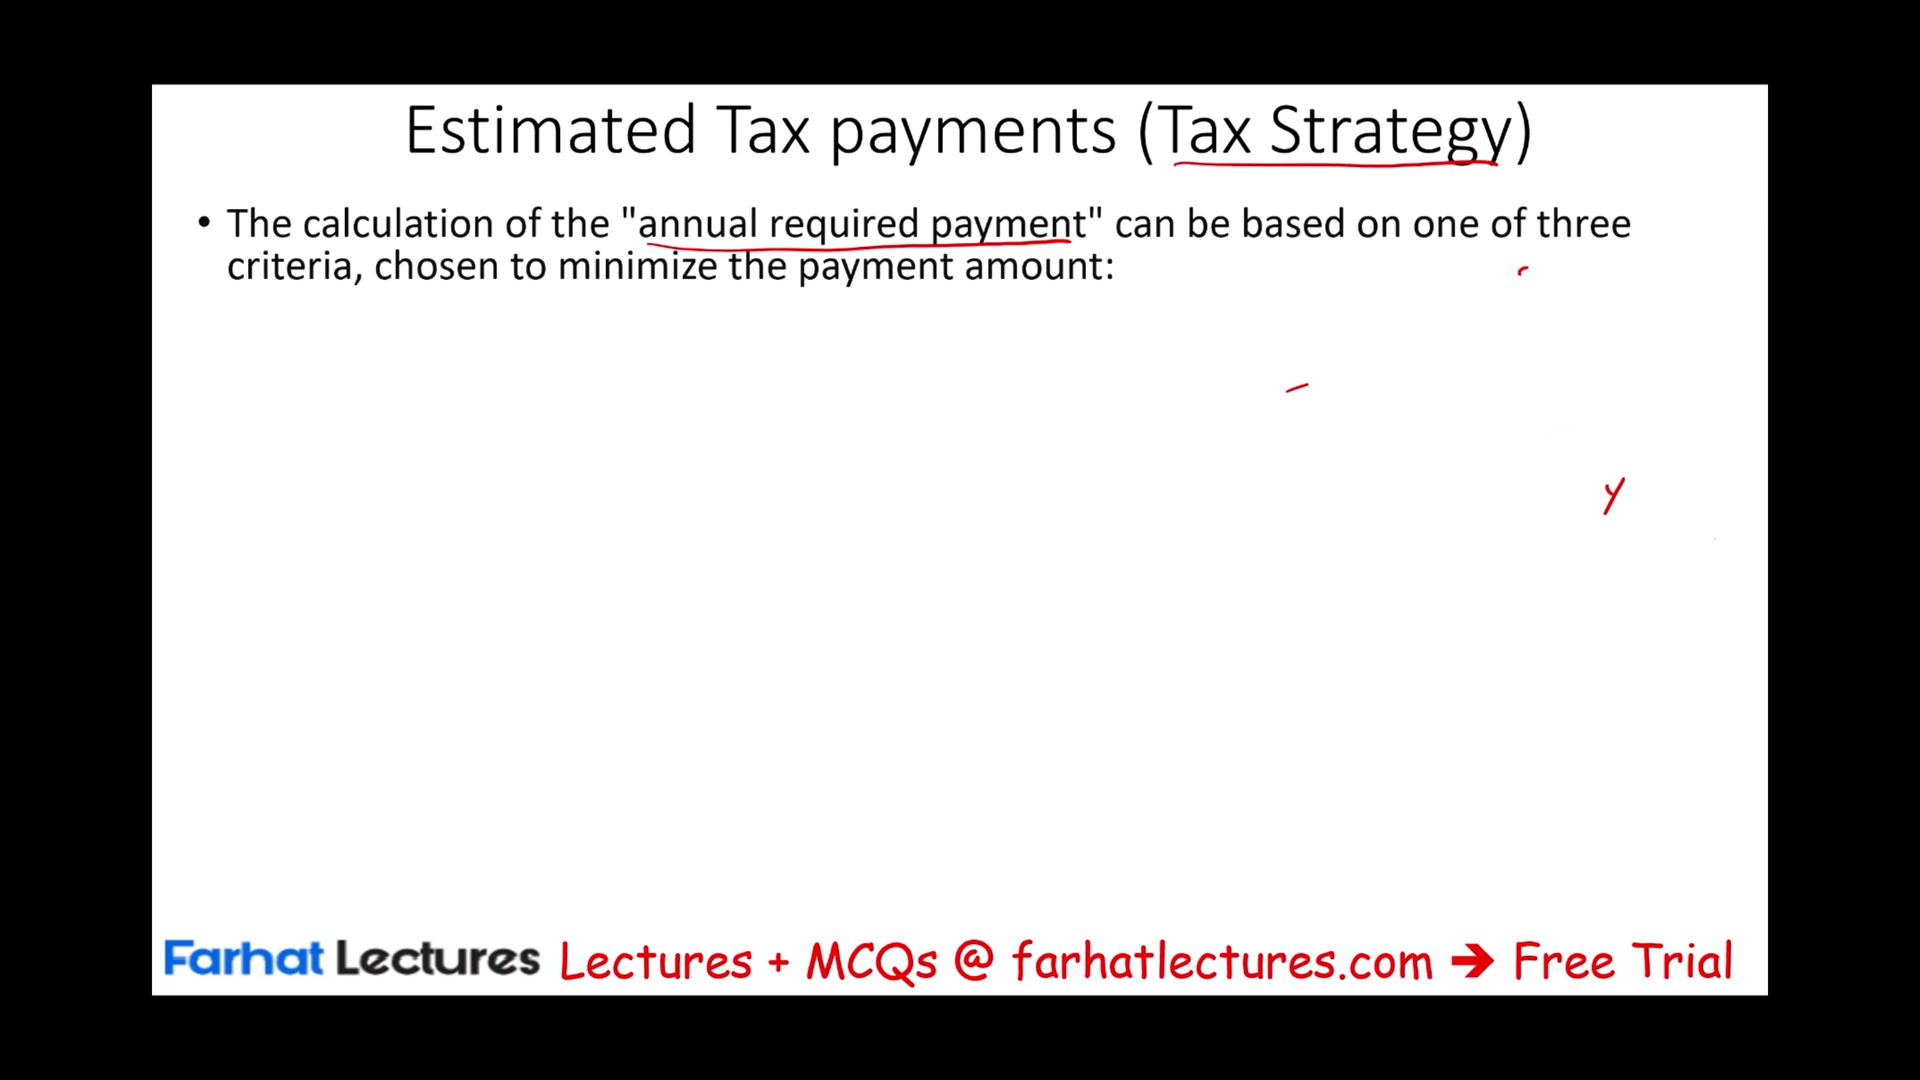 Estimated Tax payments (Tax Strategy)
• The calculation of the "annual required payment" can be based on one of three
criteria, chosen to minimize the payment amount:
y
Farhat Lectures Lectures + MCQs @ farhatlectures.com ➔ Free Trial